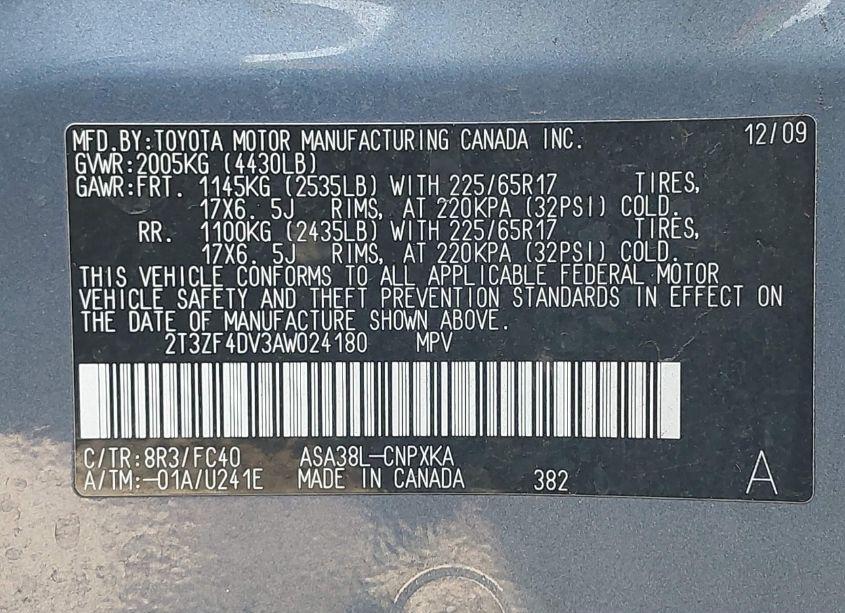 MFD.BY:TOYOTA MOTOR MANUFACTURING CANADA INC. 12/09
GVWR:2005KG (4430LB)
GAWR:FRT. 1145KG (2535LB) WITH 225/65R17 TIRES,
17X6. 5J RIMS, AT 220KPA (32PSI) COLD.
RR. 1100KG (2435LB) WITH 225/65R17 TIRES,
17X6. 5J RIMS, AT 220KPA (32PSI) COLD.
THIS VEHICLE CONFORMS TO ALL APPLICABLE FEDERAL MOTOR
VEHICLE SAFETY AND THEFT PREVENTION STANDARDS IN EFFECT ON
THE DATE OF MANUFACTURE SHOWN ABOVE.
2T3ZF4DV3AW024180 MPV
C/TR:8R3/FC40 ASA38L-CNPXKA
A/TM:-01A/U241E MADE IN CANADA 382 A